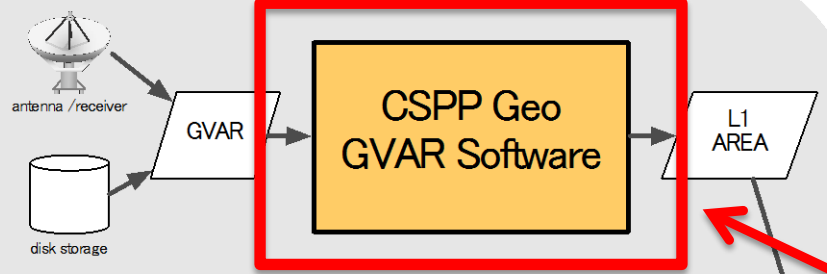 antenna /receiver
GVAR
CSPP Geo
GVAR Software
L1
AREA
disk storage